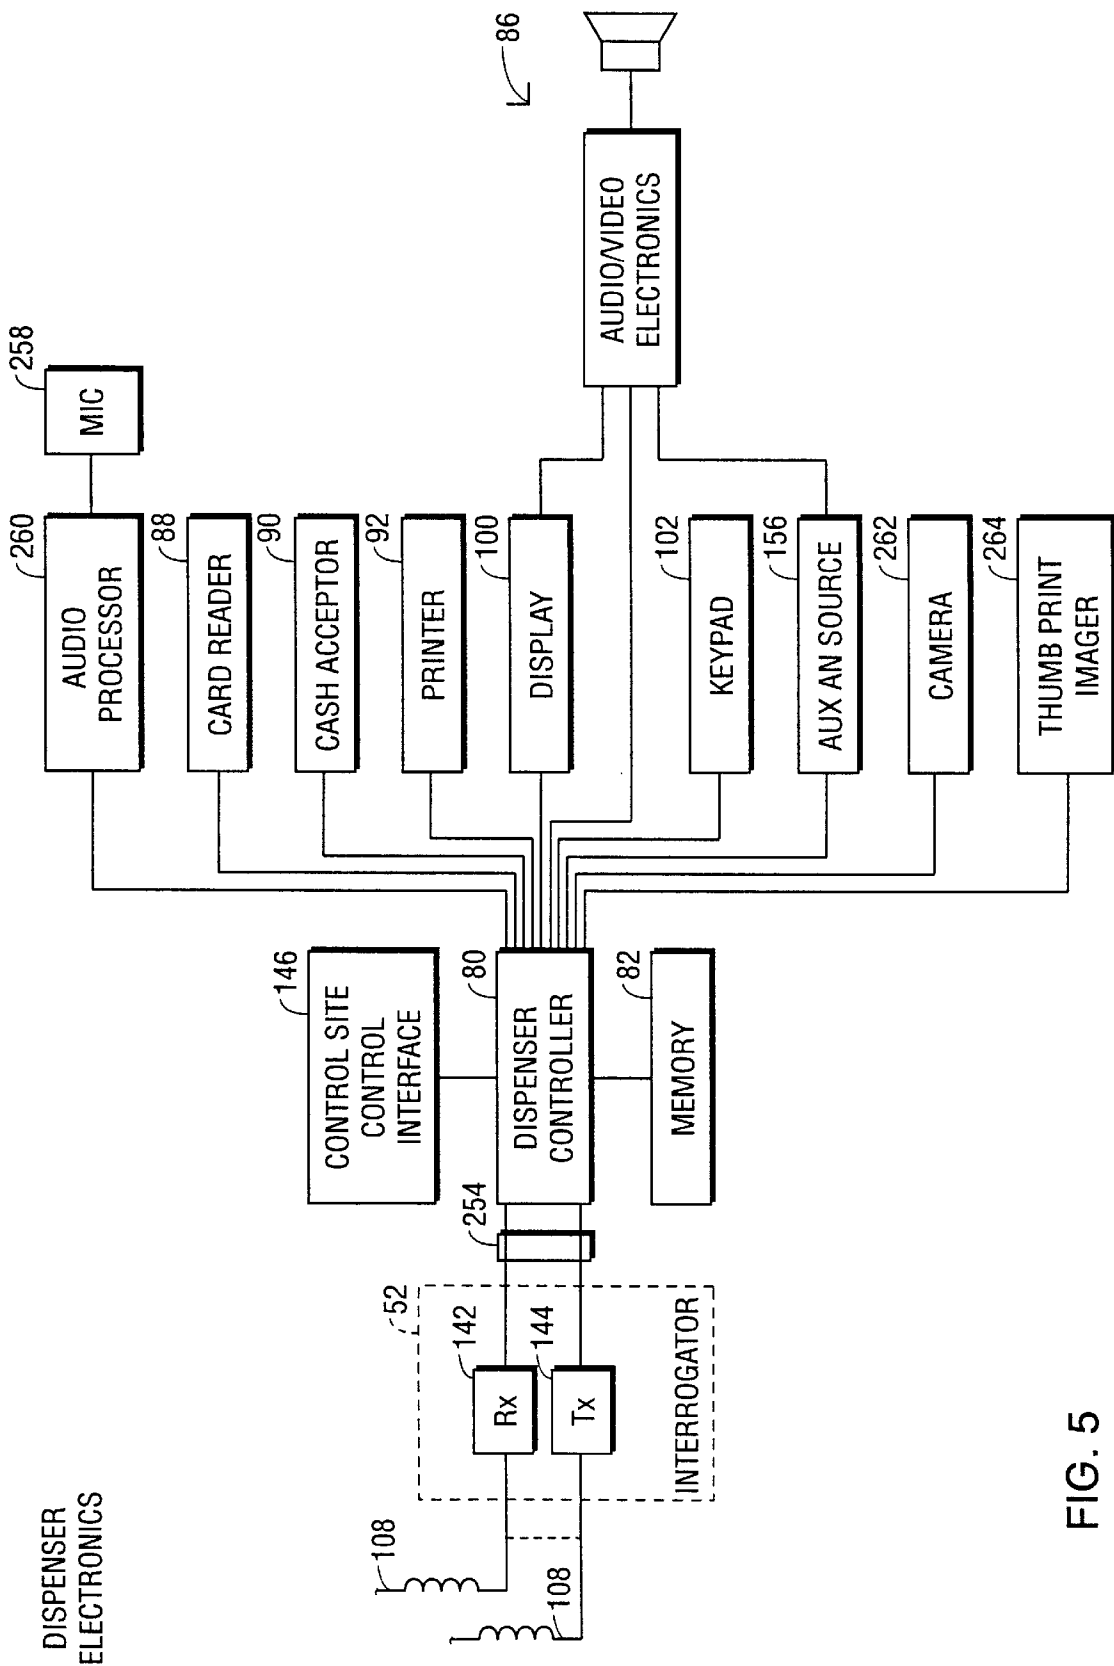 DISPENSER
ELECTRONICS
108
108
52
142
Rx
144
Tx
INTERROGATOR
254
146
CONTROL SITE
CONTROL
INTERFACE
80
DISPENSER
CONTROLLER
82
MEMORY
260
AUDIO
PROCESSOR
258
MIC
88
CARD READER
90
CASH ACCEPTOR
92
PRINTER
100
DISPLAY
102
KEYPAD
156
AUX AN SOURCE
262
CAMERA
264
THUMB PRINT
IMAGER
86
AUDIO/VIDEO
ELECTRONICS
FIG. 5